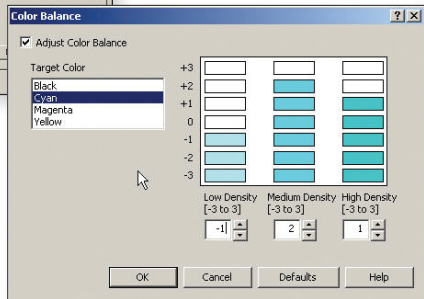 Color Balance
Adjust Color Balance
Target Color
Black
Cyan
Magenta
Yellow
+3
+2
+1
0
-1
-2
-3
Low Density Medium Density High Density
[-3 to 3] [-3 to 3] [-3 to 3]
-1 2 1
OK Cancel Defaults Help